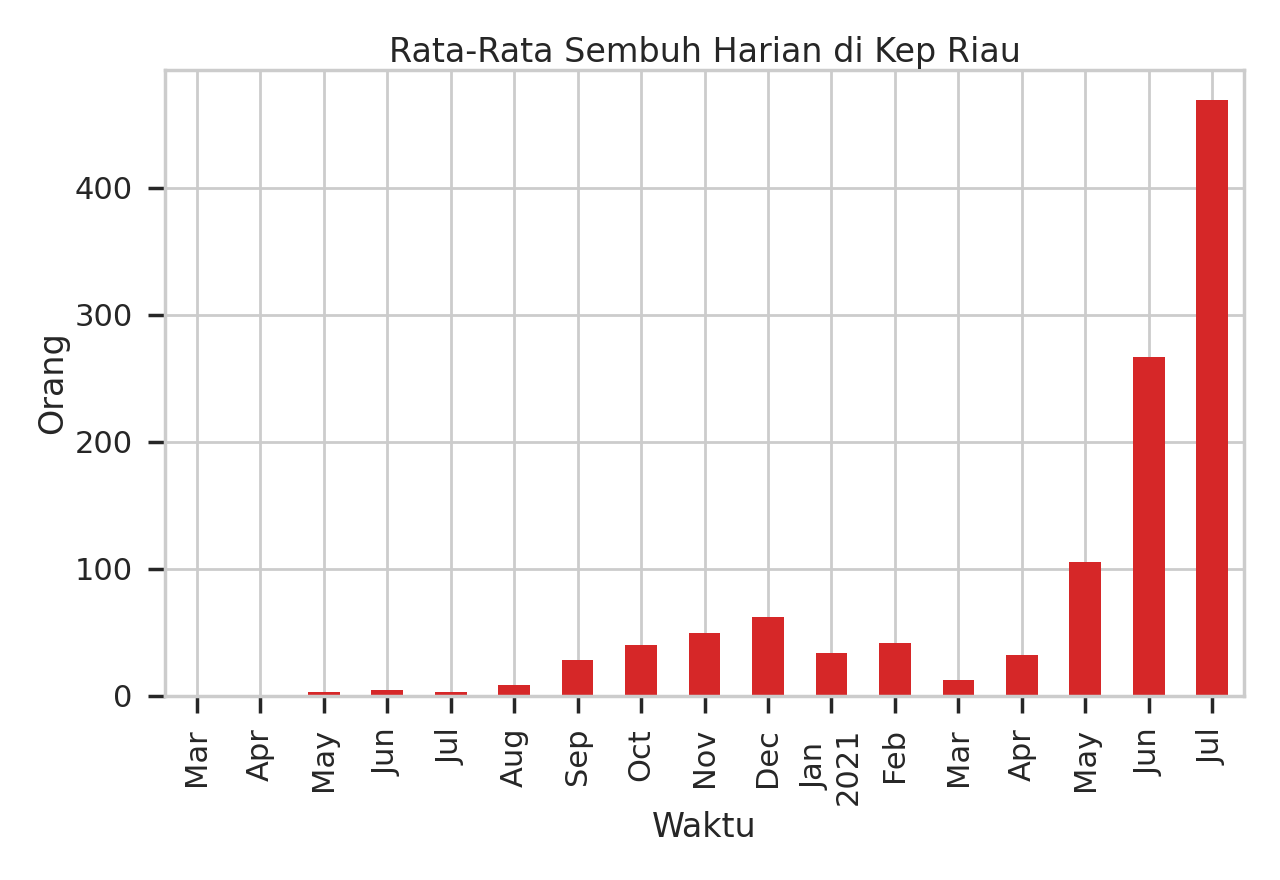 Rata-Rata Sembuh Harian di Kep Riau
Orang
400
300
200
100
0
Mar
Apr
May
Jun
Jul
Aug
Sep
Oct
Nov
Dec
Jan
2021
Feb
Mar
Apr
May
Jun
Jul
Waktu